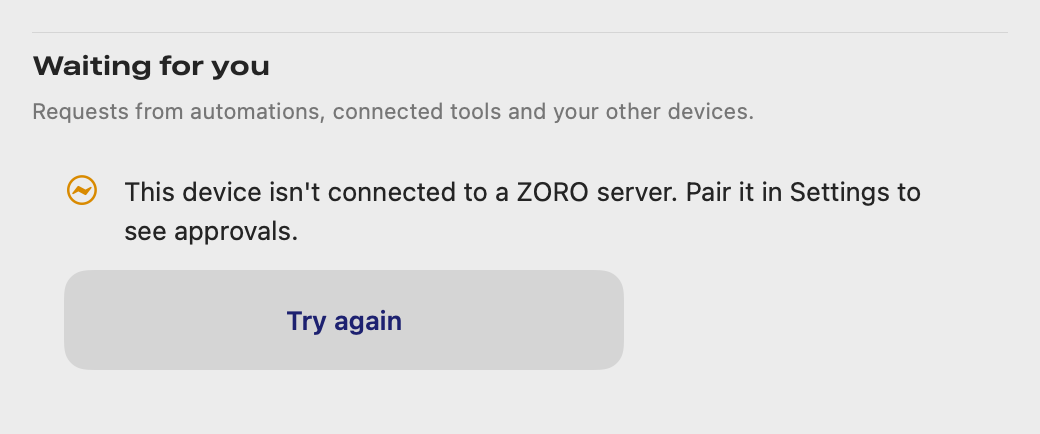 Waiting for you
Requests from automations, connected tools and your other devices.
This device isn't connected to a ZORO server. Pair it in Settings to
see approvals.
Try again